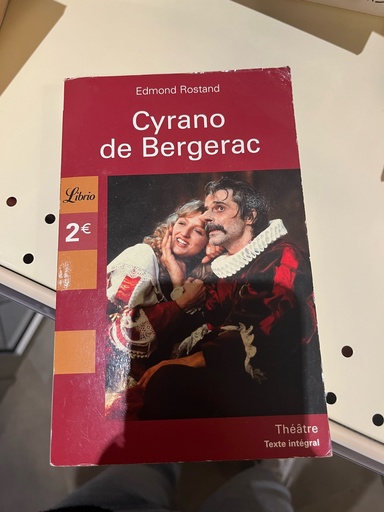 Edmond Rostand
Cyrano
de Bergerac
Librio
2€
Théâtre
Texte intégral